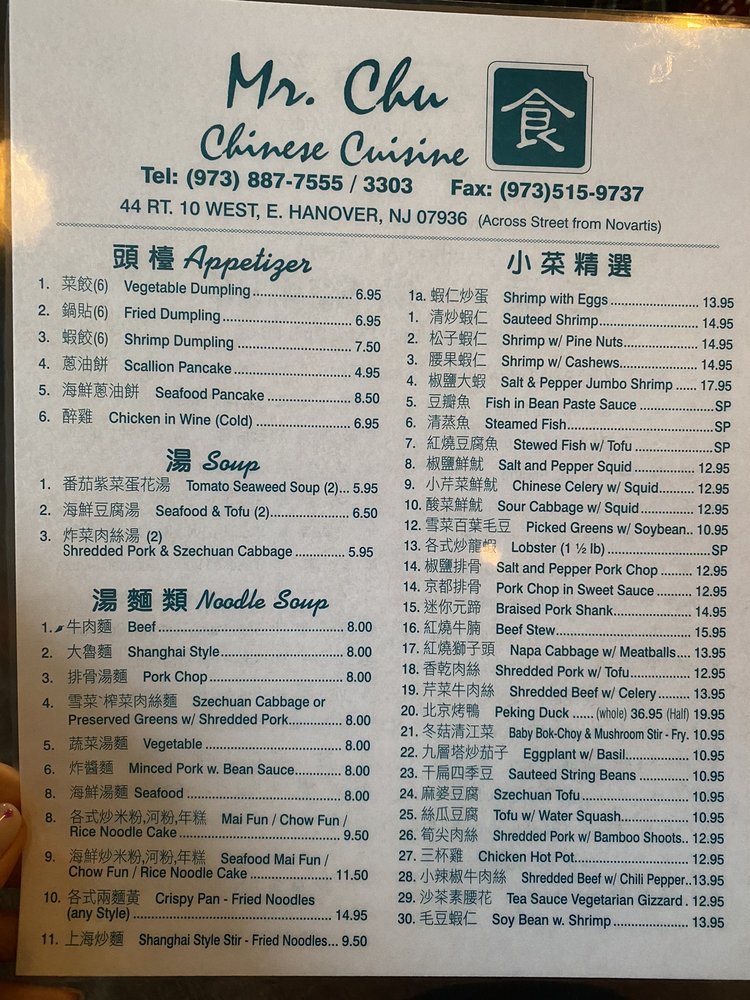 Mr. Chu
Chinese Cuisine
食
Tel: (973) 887-7555 / 3303 Fax: (973)515-9737
44 RT. 10 WEST, E. HANOVER, NJ 07936 (Across Street from Novartis)
頭檯 Appetizer
1. 菜餃(6) Vegetable Dumpling 6.95
2. 鍋貼(6) Fried Dumpling 6.95
3. 蝦餃(6) Shrimp Dumpling 7.50
4. 蔥油餅 Scallion Pancake 4.95
5. 海鮮蔥油餅 Seafood Pancake 8.50
6. 醉雞 Chicken in Wine (Cold) 6.95
湯 Soup
1. 番茄紫菜蛋花湯 Tomato Seaweed Soup (2)... 5.95
2. 海鮮豆腐湯 Seafood & Tofu (2) 6.50
3. 炸菜肉絲湯 (2)
Shredded Pork & Szechuan Cabbage 5.95
湯麵類 Noodle Soup
1. 牛肉麵 Beef 8.00
2. 大魯麵 Shanghai Style 8.00
3. 排骨湯麵 Pork Chop 8.00
4. 雪菜、榨菜肉絲麵 Szechuan Cabbage or
Preserved Greens w/ Shredded Pork 8.00
5. 蔬菜湯麵 Vegetable 8.00
6. 炸醬麵 Minced Pork w. Bean Sauce 8.00
8. 海鮮湯麵 Seafood 8.00
8. 各式炒米粉,河粉,年糕 Mai Fun / Chow Fun /
Rice Noodle Cake 9.50
9. 海鮮炒米粉,河粉,年糕 Seafood Mai Fun /
Chow Fun / Rice Noodle Cake 11.50
10. 各式兩麵黃 Crispy Pan - Fried Noodles
(any Style) 14.95
11. 上海炒麵 Shanghai Style Stir - Fried Noodles... 9.50
小菜精選
1a. 蝦仁炒蛋 Shrimp with Eggs 13.95
1. 清炒蝦仁 Sauteed Shrimp 14.95
2. 松子蝦仁 Shrimp w/ Pine Nuts 14.95
3. 腰果蝦仁 Shrimp w/ Cashews 14.95
4. 椒鹽大蝦 Salt & Pepper Jumbo Shrimp 17.95
5. 豆瓣魚 Fish in Bean Paste Sauce SP
6. 清蒸魚 Steamed Fish SP
7. 紅燒豆腐魚 Stewed Fish w/ Tofu SP
8. 椒鹽鮮魷 Salt and Pepper Squid 12.95
9. 小芹菜鮮魷 Chinese Celery w/ Squid 12.95
10. 酸菜鮮魷 Sour Cabbage w/ Squid 12.95
12. 雪菜百葉毛豆 Picked Greens w/ Soybean.. 10.95
13. 各式炒龍蝦 Lobster (1 ½ lb) SP
14. 椒鹽排骨 Salt and Pepper Pork Chop 12.95
14. 京都排骨 Pork Chop in Sweet Sauce 12.95
15. 迷你元蹄 Braised Pork Shank 14.95
16. 紅燒牛腩 Beef Stew 15.95
17. 紅燒獅子頭 Napa Cabbage w/ Meatballs.... 13.95
18. 香乾肉絲 Shredded Pork w/ Tofu 12.95
19. 芹菜牛肉絲 Shredded Beef w/ Celery 13.95
20. 北京烤鴨 Peking Duck ...... (whole) 36.95 (Half) 19.95
21. 冬菇清江菜 Baby Bok-Choy & Mushroom Stir - Fry. 10.95
22. 九層塔炒茄子 Eggplant w/ Basil 10.95
23. 干扁四季豆 Sauteed String Beans 10.95
24. 麻婆豆腐 Szechuan Tofu 10.95
25. 絲瓜豆腐 Tofu w/ Water Squash 10.95
26. 筍尖肉絲 Shredded Pork w/ Bamboo Shoots.. 12.95
27. 三杯雞 Chicken Hot Pot 12.95
28. 小辣椒牛肉絲 Shredded Beef w/ Chili Pepper..13.95
29. 沙茶素腰花 Tea Sauce Vegetarian Gizzard . 12.95
30. 毛豆蝦仁 Soy Bean w. Shrimp 13.95